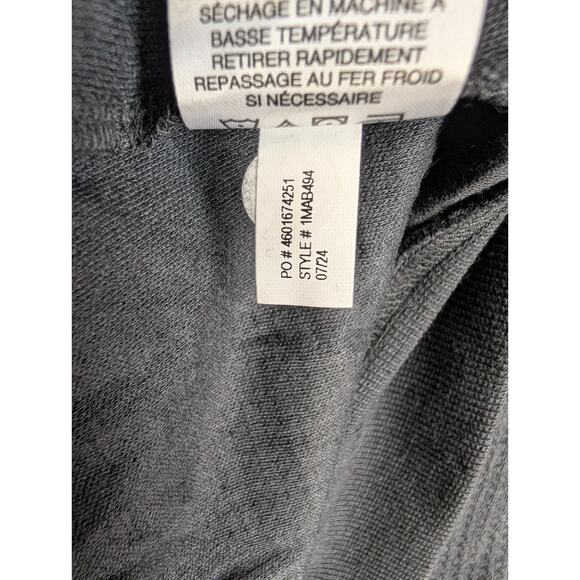 SÉCHAGE EN MACHINE À
BASSE TEMPÉRATURE
RETIRER RAPIDEMENT
REPASSAGE AU FER FROID
SI NÉCESSAIRE
PO # 4601674251
STYLE # 1MAB494
07/24